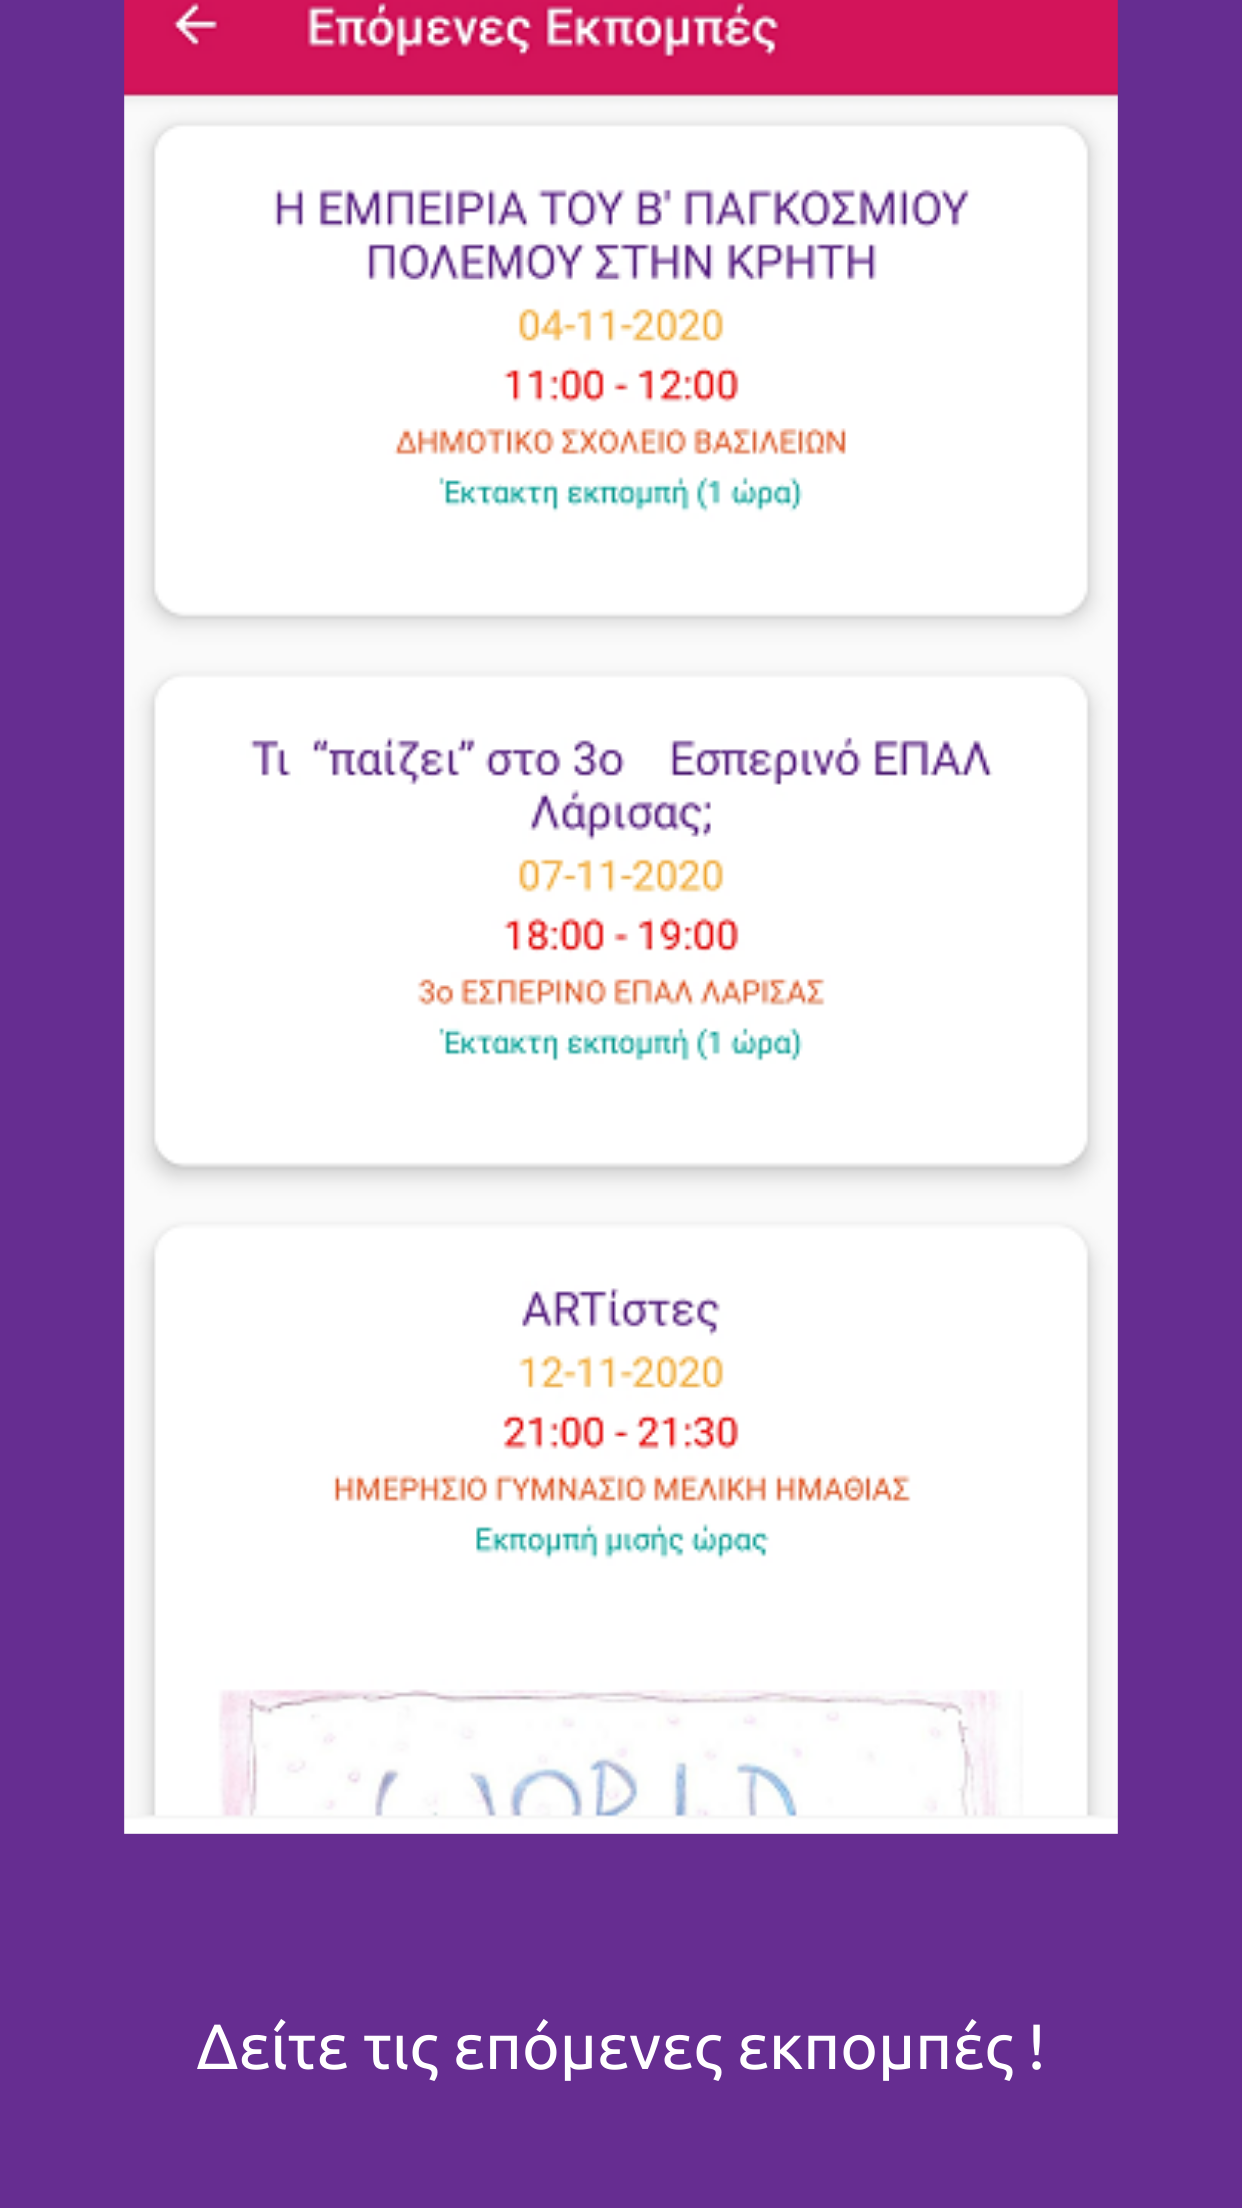 Επόμενες Εκπομπές
Η ΕΜΠΕΙΡΙΑ ΤΟΥ Β' ΠΑΓΚΟΣΜΙΟΥ
ΠΟΛΕΜΟΥ ΣΤΗΝ ΚΡΗΤΗ
04-11-2020
11:00 - 12:00
ΔΗΜΟΤΙΚΟ ΣΧΟΛΕΙΟ ΒΑΣΙΛΕΙΩΝ
Έκτακτη εκπομπή (1 ώρα)
Τι “παίζει” στο 3ο Εσπερινό ΕΠΑΛ
Λάρισας;
07-11-2020
18:00 - 19:00
3ο ΕΣΠΕΡΙΝΟ ΕΠΑΛ ΛΑΡΙΣΑΣ
Έκτακτη εκπομπή (1 ώρα)
ARTίστες
12-11-2020
21:00 - 21:30
ΗΜΕΡΗΣΙΟ ΓΥΜΝΑΣΙΟ ΜΕΛΙΚΗ ΗΜΑΘΙΑΣ
Εκπομπή μισής ώρας
WORLD
Δείτε τις επόμενες εκπομπές !